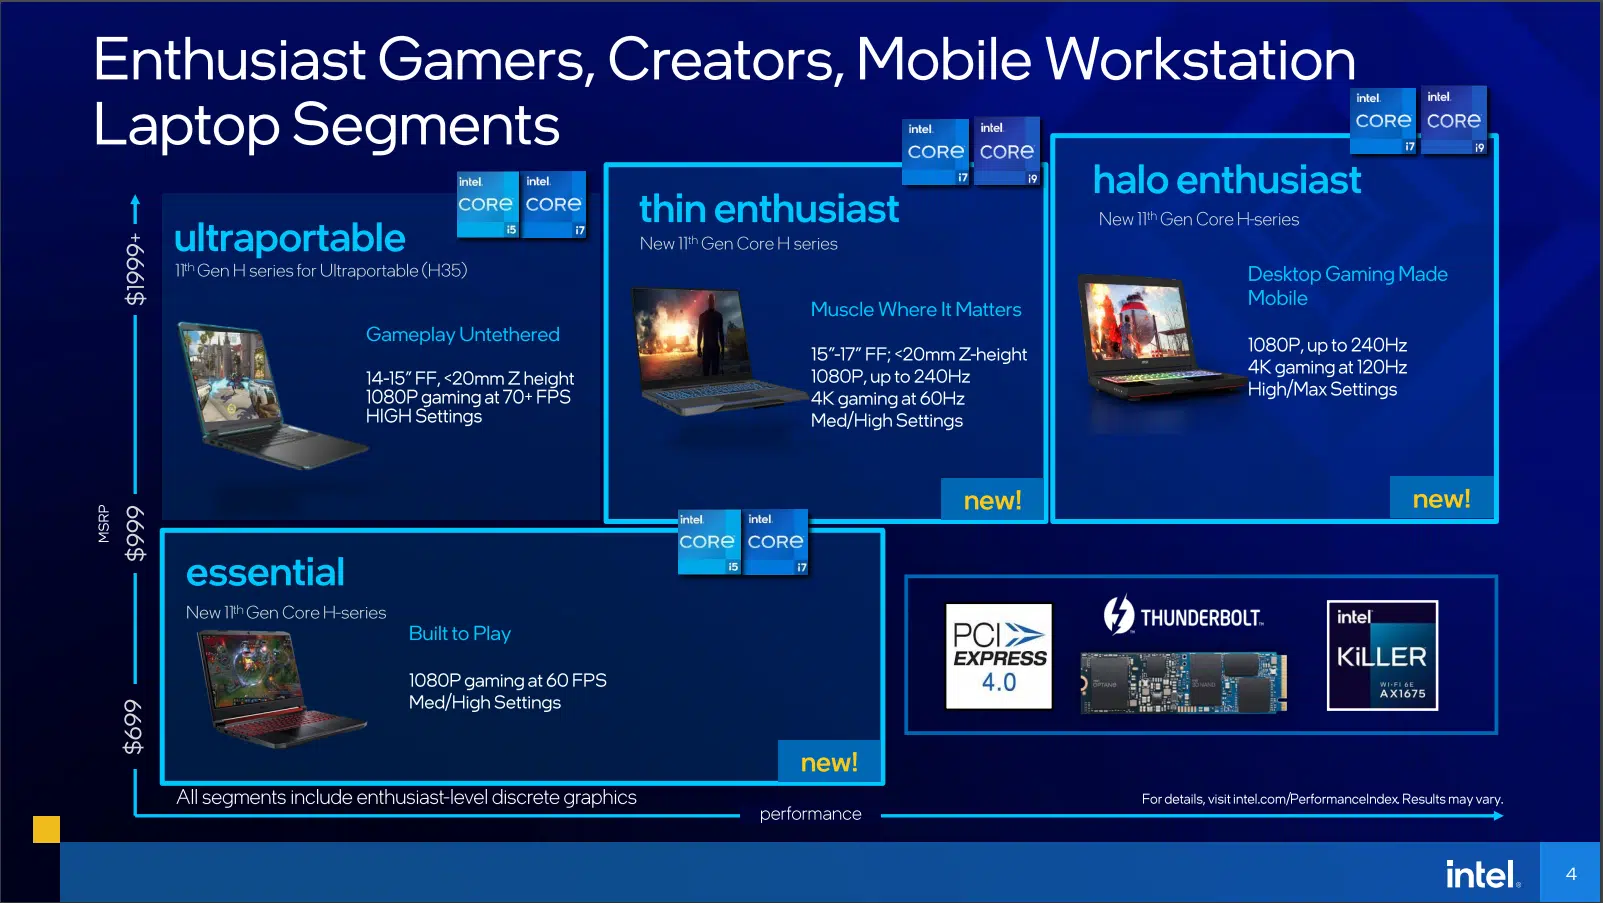 Enthusiast Gamers, Creators, Mobile Workstation
Laptop Segments
MSRP
$1999+
$999
$699
intel.
CORE
i5
intel.
CORE
i7
ultraportable
11th Gen H series for Ultraportable (H35)
Gameplay Untethered
14-15” FF, <20mm Z height
1080P gaming at 70+ FPS
HIGH Settings
intel.
CORE
i7
intel.
CORE
i9
thin enthusiast
New 11th Gen Core H series
Muscle Where It Matters
15”-17” FF; <20mm Z-height
1080P, up to 240Hz
4K gaming at 60Hz
Med/High Settings
new!
intel.
CORE
i7
intel.
CORE
i9
halo enthusiast
New 11th Gen Core H-series
Desktop Gaming Made
Mobile
1080P, up to 240Hz
4K gaming at 120Hz
High/Max Settings
new!
intel.
CORE
i5
intel.
CORE
i7
essential
New 11th Gen Core H-series
Built to Play
1080P gaming at 60 FPS
Med/High Settings
new!
PCI
EXPRESS
4.0
THUNDERBOLT™
OPTANE
intel
KiLLER
WI-FI 6E
AX1675
All segments include enthusiast-level discrete graphics
performance
For details, visit intel.com/PerformanceIndex. Results may vary.
intel.
4